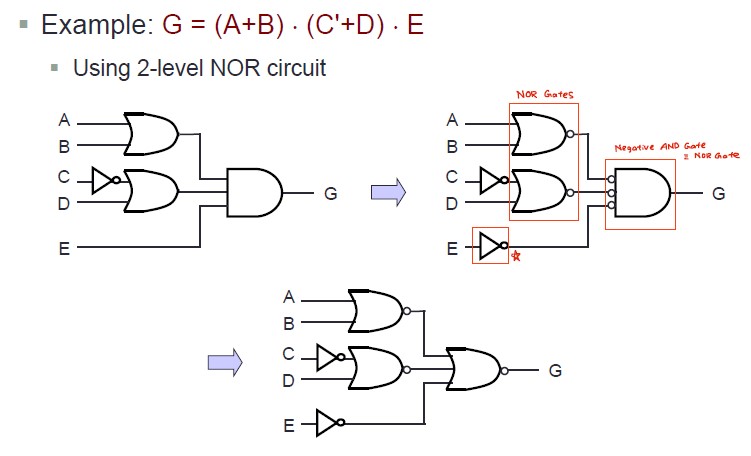 Example: G = (A+B) · (C'+D) · E
Using 2-level NOR circuit
NOR Gates
A
B
C
D
E
G
A
B
C
D
E
Negative AND Gate
= NOR Gate
G
A
B
C
D
E
G